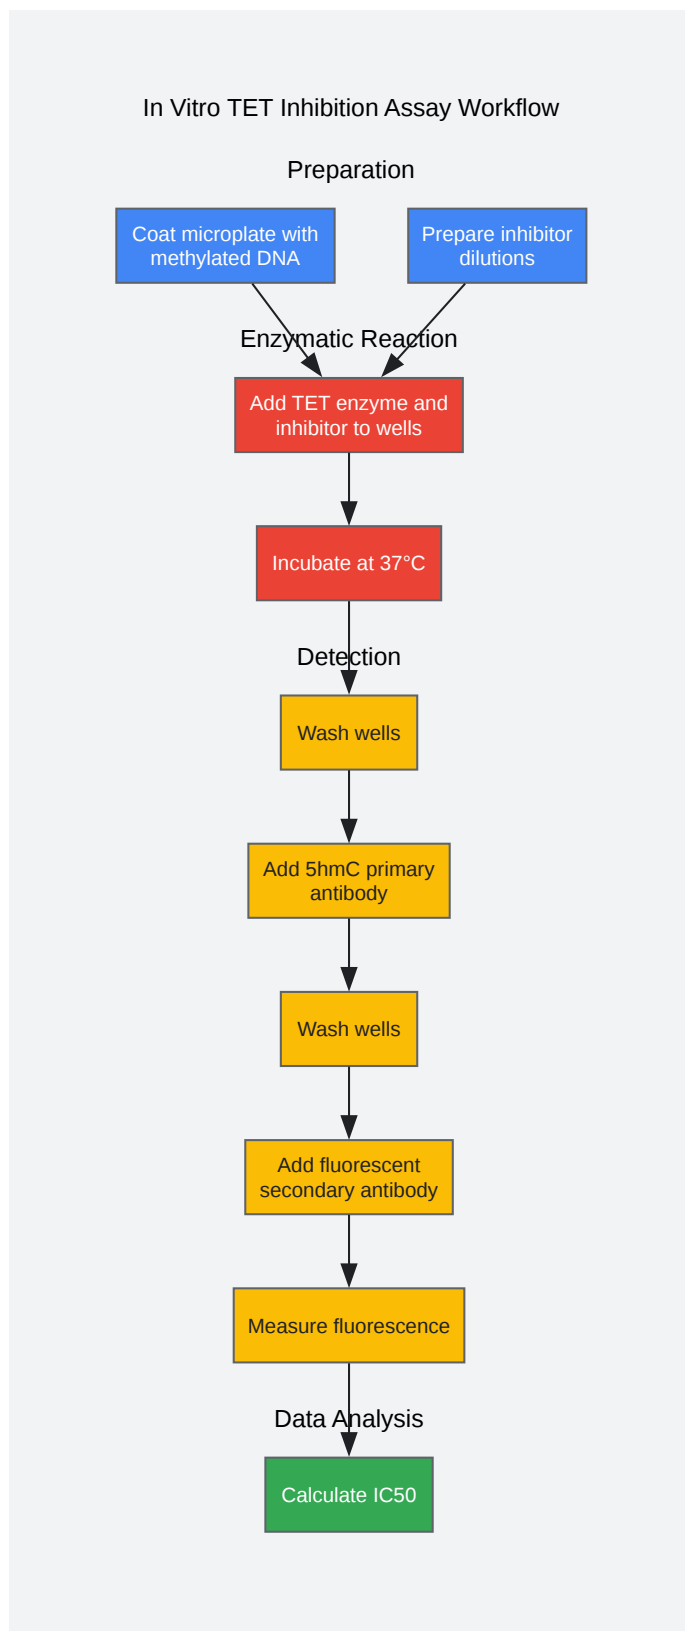 In Vitro TET Inhibition Assay Workflow
Preparation
Coat microplate with
methylated DNA
Prepare inhibitor
dilutions
Enzymatic Reaction
Add TET enzyme and
inhibitor to wells
Incubate at 37°C
Detection
Wash wells
Add 5hmC primary
antibody
Wash wells
Add fluorescent
secondary antibody
Measure fluorescence
Data Analysis
Calculate IC50